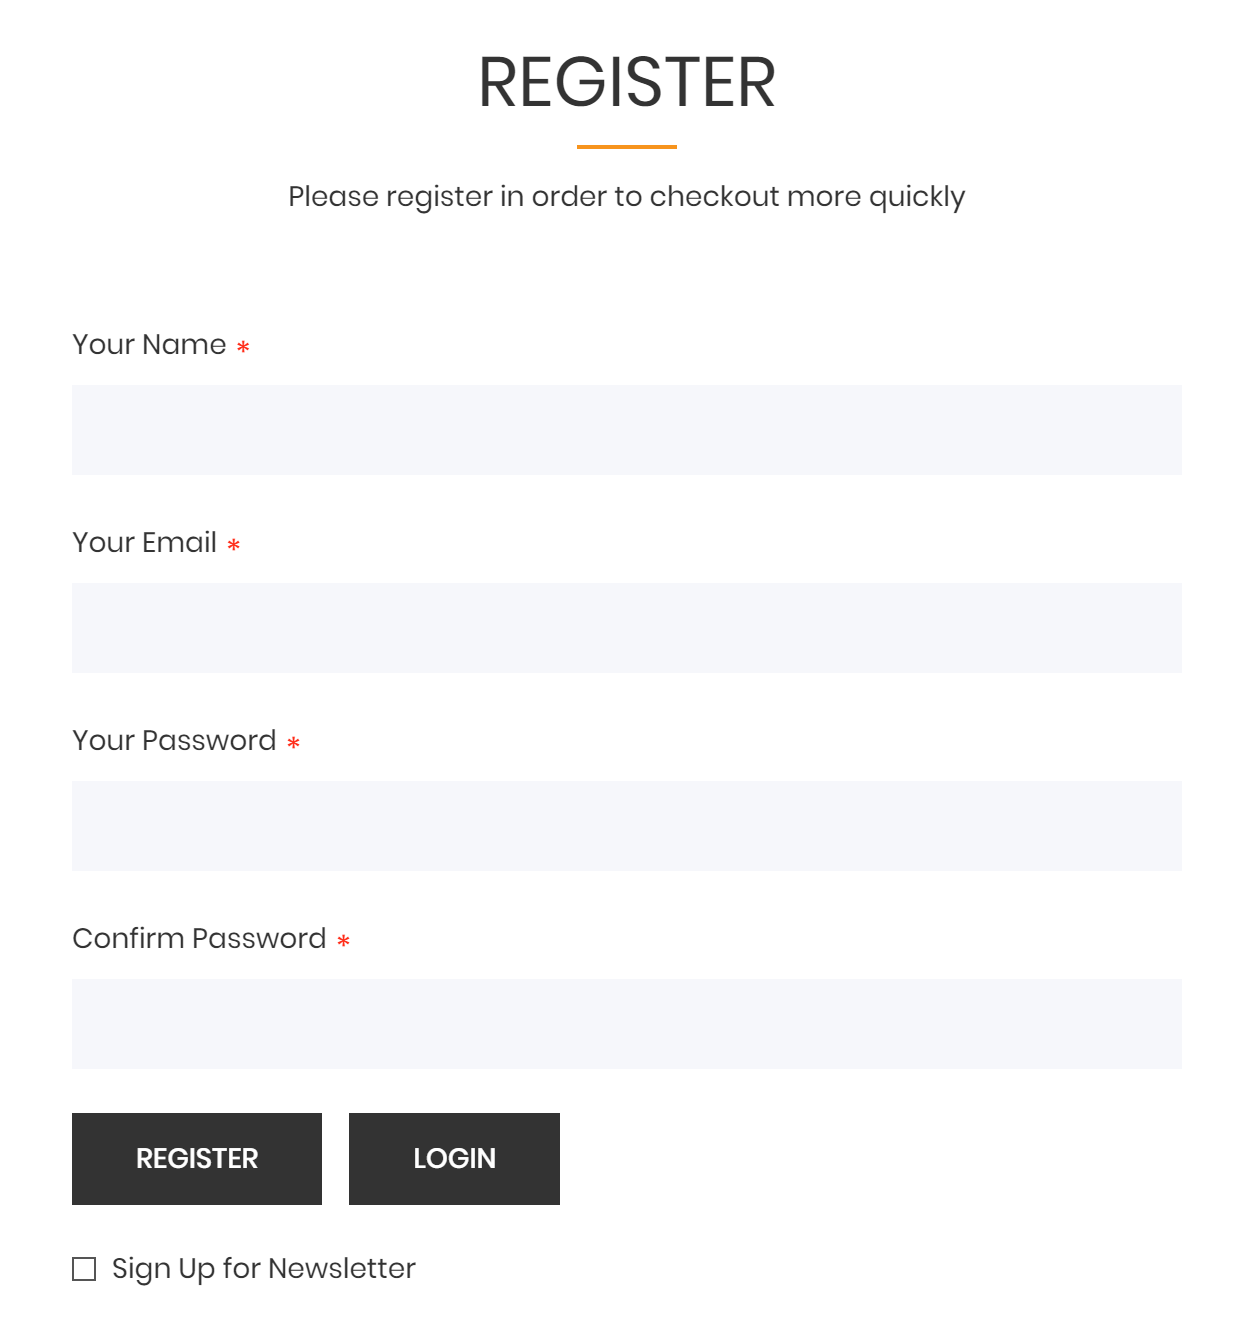 REGISTER
Please register in order to checkout more quickly
Your Name *
Your Email *
Your Password *
Confirm Password *
REGISTER LOGIN
Sign Up for Newsletter